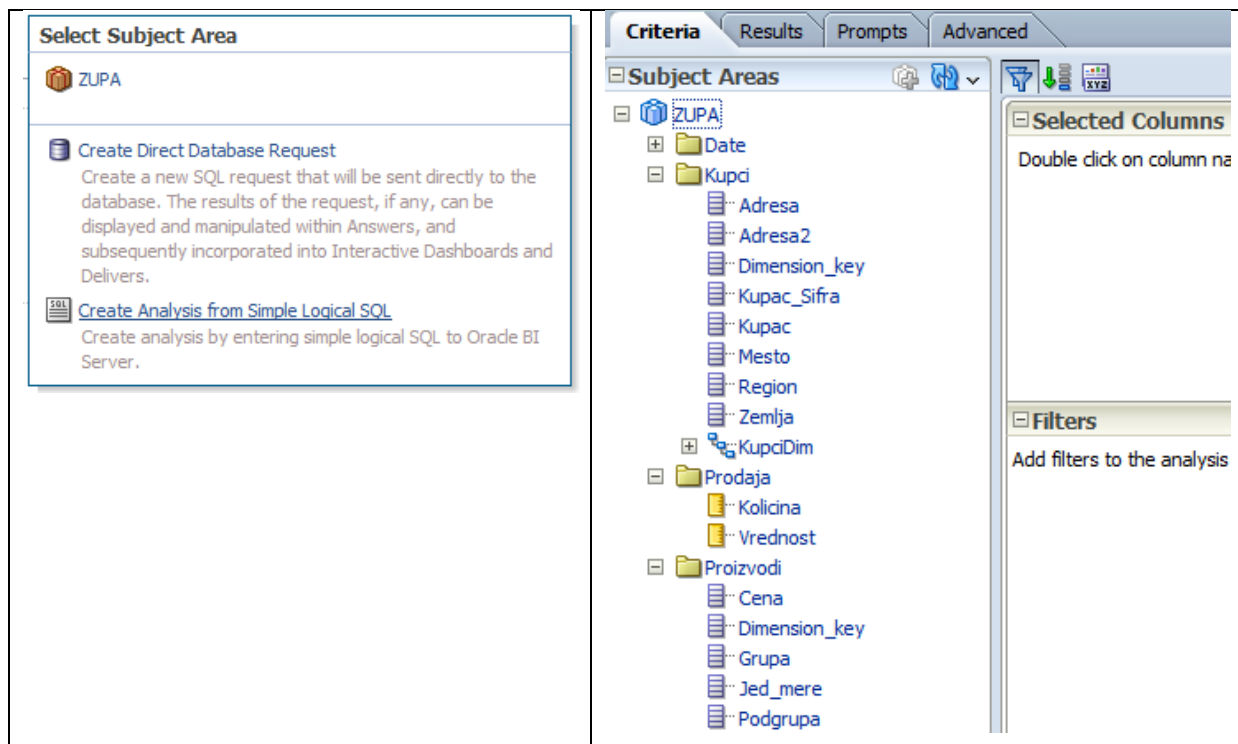 Select Subject Area
ZUPA
Create Direct Database Request
Create a new SQL request that will be sent directly to the
database. The results of the request, if any, can be
displayed and manipulated within Answers, and
subsequently incorporated into Interactive Dashboards and
Delivers.
SQL
Create Analysis from Simple Logical SQL
Create analysis by entering simple logical SQL to Oracle BI
Server.
Criteria Results Prompts Advanced
Subject Areas
ZUPA
Date
Kupci
Adresa
Adresa2
Dimension_key
Kupac_Sifra
Kupac
Mesto
Region
Zemlja
KupciDim
Prodaja
Kolicina
Vrednost
Proizvodi
Cena
Dimension_key
Grupa
Jed_mere
Podgrupa
XYZ
Selected Columns
Double click on column na
Filters
Add filters to the analysis